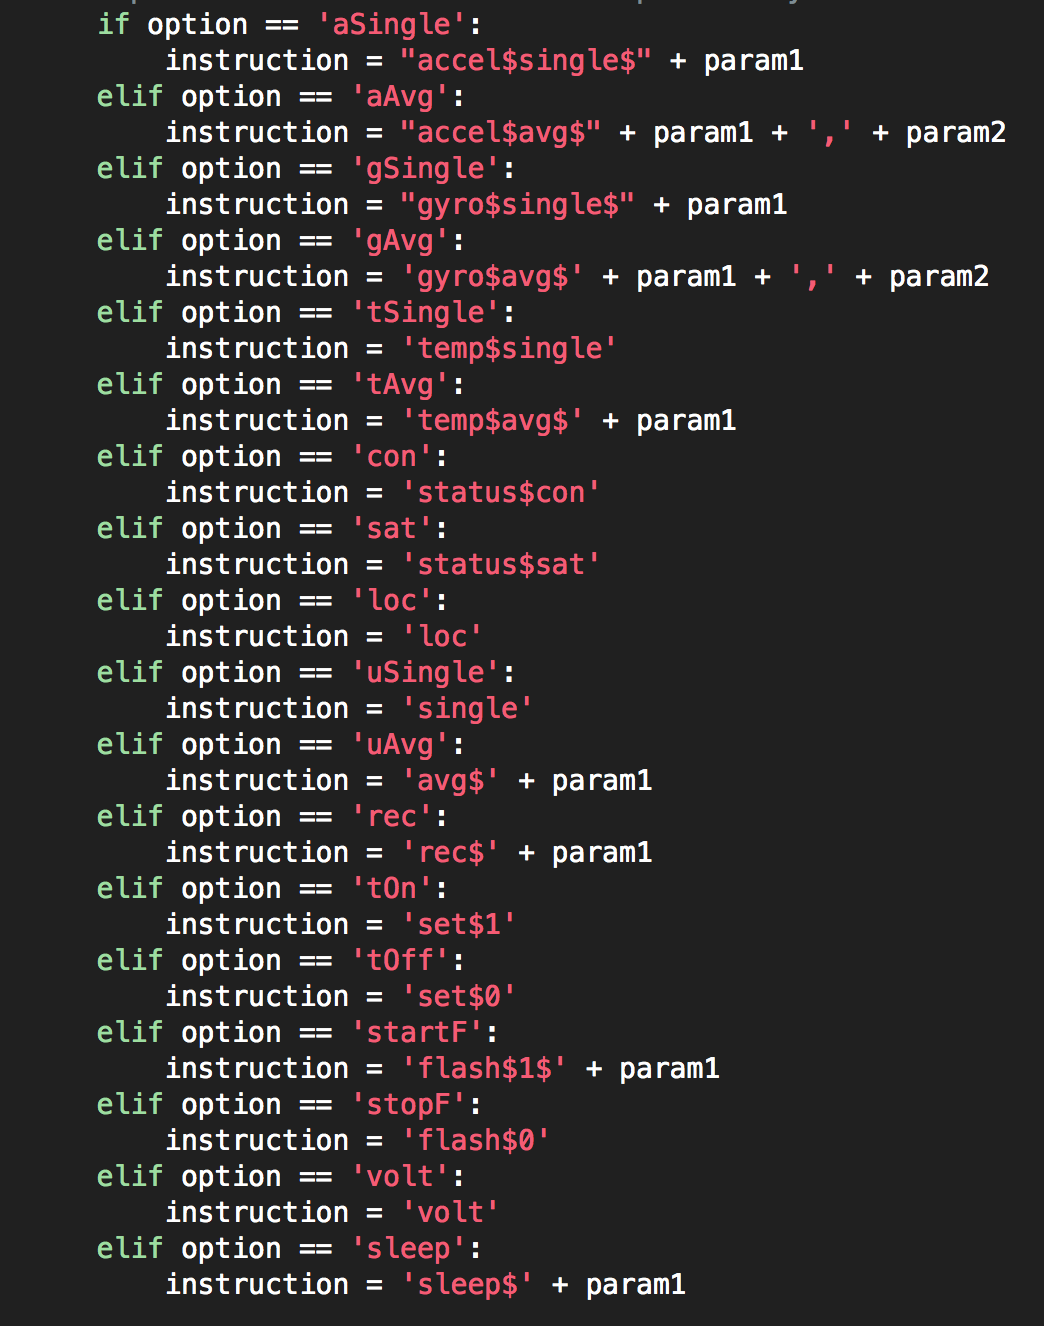 if option == 'aSingle':
    instruction = "accel$single$" + param1
elif option == 'aAvg':
    instruction = "accel$avg$" + param1 + ',' + param2
elif option == 'gSingle':
    instruction = "gyro$single$" + param1
elif option == 'gAvg':
    instruction = 'gyro$avg$' + param1 + ',' + param2
elif option == 'tSingle':
    instruction = 'temp$single'
elif option == 'tAvg':
    instruction = 'temp$avg$' + param1
elif option == 'con':
    instruction = 'status$con'
elif option == 'sat':
    instruction = 'status$sat'
elif option == 'loc':
    instruction = 'loc'
elif option == 'uSingle':
    instruction = 'single'
elif option == 'uAvg':
    instruction = 'avg$' + param1
elif option == 'rec':
    instruction = 'rec$' + param1
elif option == 'tOn':
    instruction = 'set$1'
elif option == 'tOff':
    instruction = 'set$0'
elif option == 'startF':
    instruction = 'flash$1$' + param1
elif option == 'stopF':
    instruction = 'flash$0'
elif option == 'volt':
    instruction = 'volt'
elif option == 'sleep':
    instruction = 'sleep$' + param1